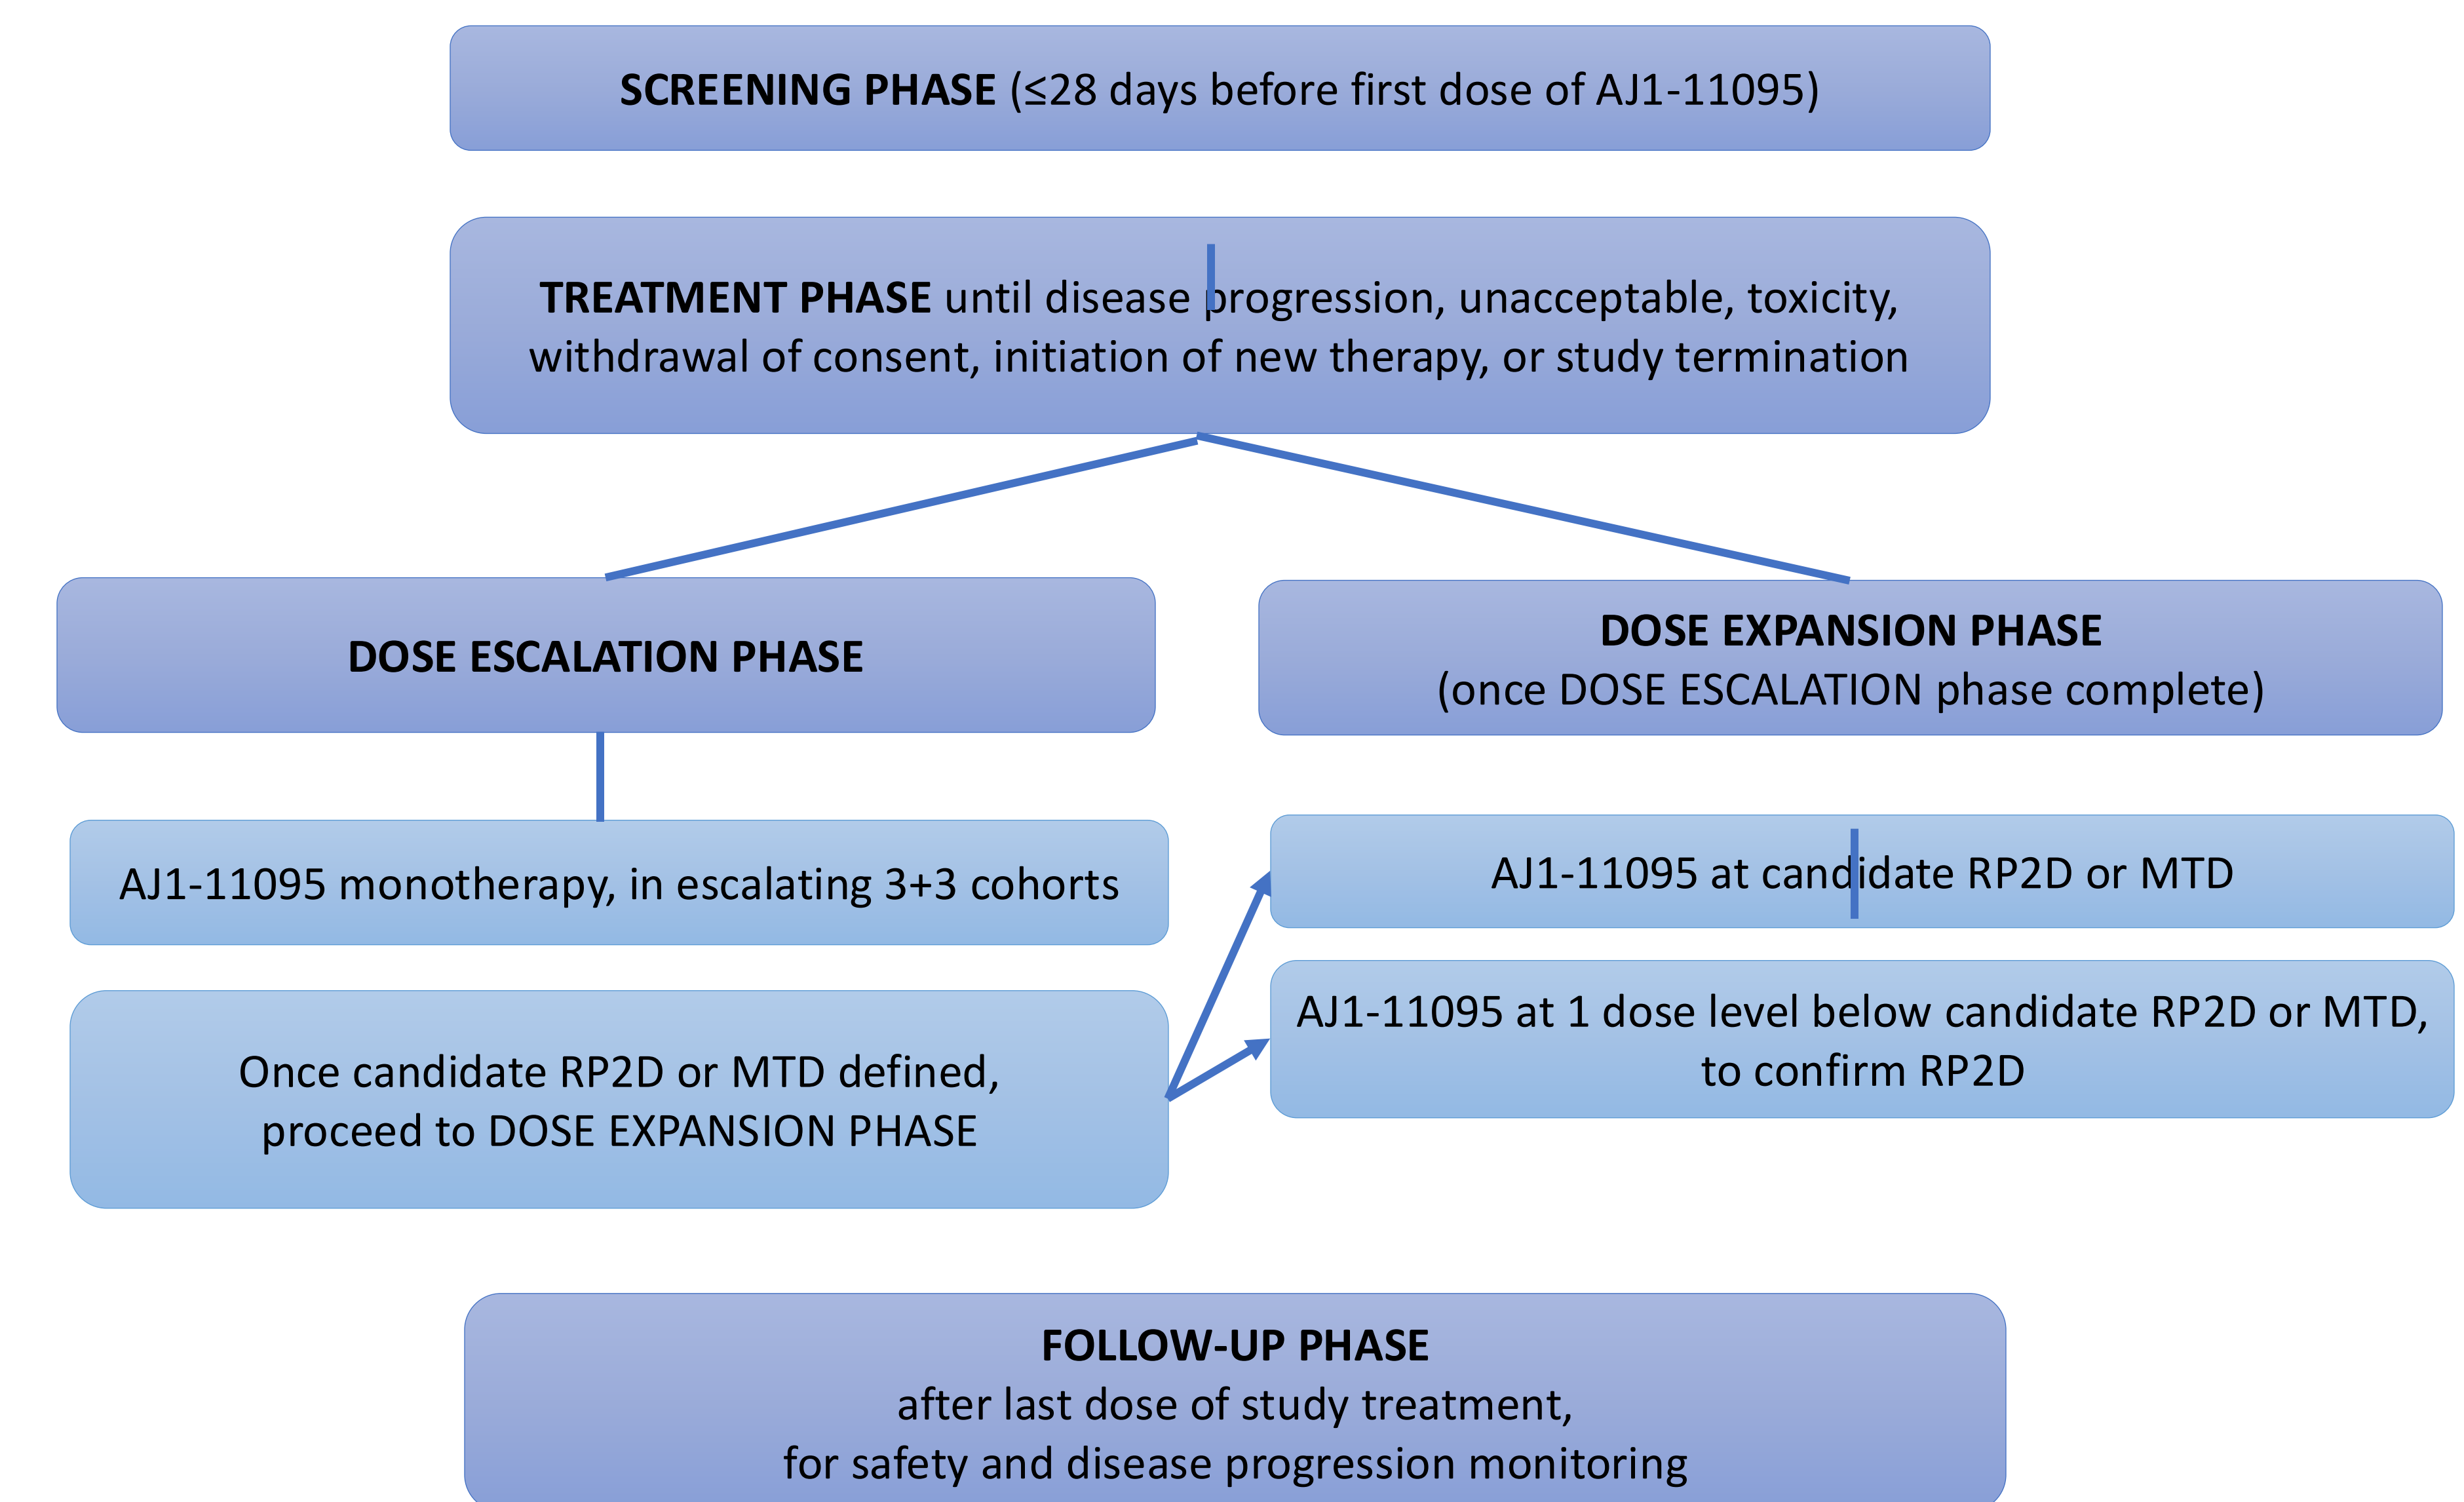 SCREENING PHASE (≤28 days before first dose of AJ1-11095)
TREATMENT PHASE until disease progression, unacceptable, toxicity,
withdrawal of consent, initiation of new therapy, or study termination
DOSE ESCALATION PHASE
DOSE EXPANSION PHASE
(once DOSE ESCALATION phase complete)
AJ1-11095 monotherapy, in escalating 3+3 cohorts
Once candidate RP2D or MTD defined,
proceed to DOSE EXPANSION PHASE
AJ1-11095 at candidate RP2D or MTD
AJ1-11095 at 1 dose level below candidate RP2D or MTD,
to confirm RP2D
FOLLOW-UP PHASE
after last dose of study treatment,
for safety and disease progression monitoring